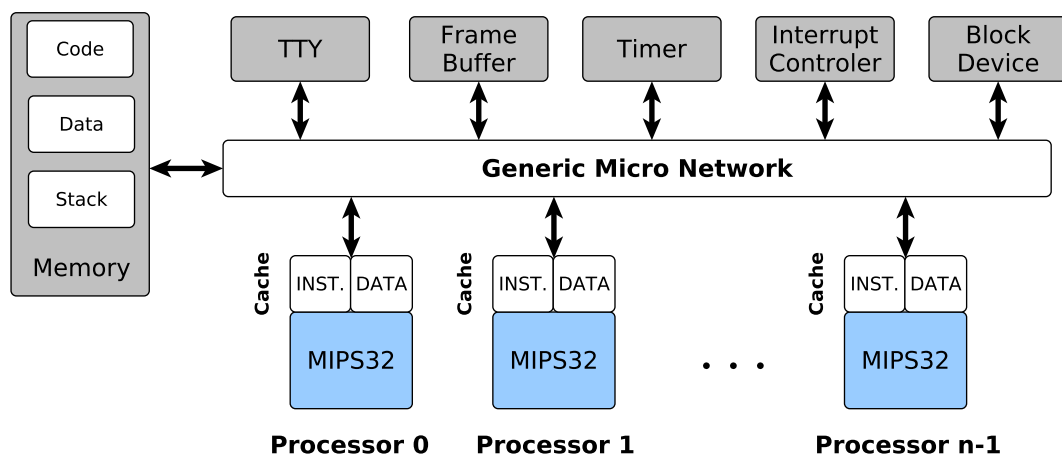 Code
Data
Stack
Memory
TTY
Frame
Buffer
Timer
Interrupt
Controler
Block
Device
Generic Micro Network
Cache
INST.
DATA
MIPS32
Processor 0
Cache
INST.
DATA
MIPS32
Processor 1
. . .
Cache
INST.
DATA
MIPS32
Processor n-1